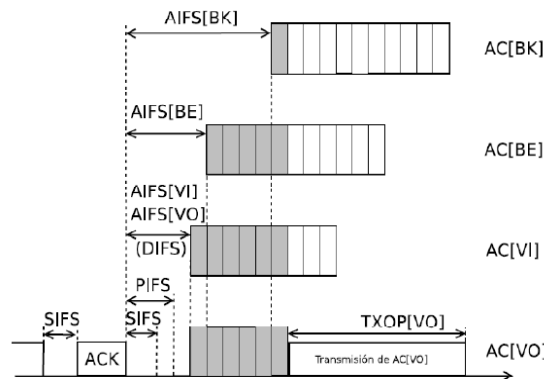 AIFS[BK]
AC[BK]
AIFS[BE]
AC[BE]
AIFS[VI]
AIFS[VO]
(DIFS)
AC[VI]
PIFS
SIFS
SIFS
TXOP[VO]
ACK
Transmisión de AC[VO]
AC[VO]